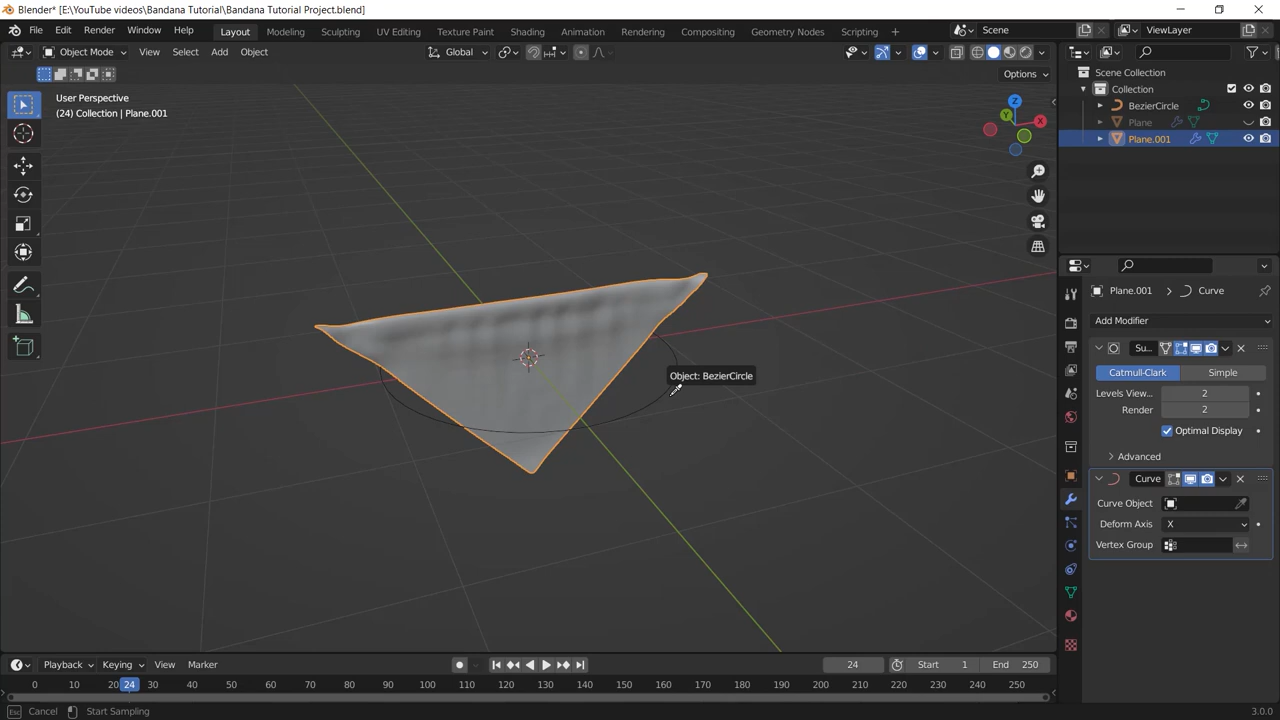 Blender* [E:\YouTube videos\Bandana Tutorial\Bandana Tutorial Project.blend]
File Edit Render Window Help Layout Modeling Sculpting UV Editing Texture Paint Shading Animation Rendering Compositing Geometry Nodes Scripting Scene ViewLayer
Object Mode View Select Add Object Global
Options
User Perspective
(24) Collection | Plane.001
Z
Y
X
Scene Collection
Collection
BezierCircle
Plane
Plane.001
Object: BezierCircle
Plane.001 Curve
Add Modifier
Su...
Catmull-Clark Simple
Levels View... 2
Render 2
Optimal Display
Advanced
Curve
Curve Object
Deform Axis X
Vertex Group
Playback Keying View Marker 24 Start 1 End 250
0 10 20 24 30 40 50 60 70 80 90 100 110 120 130 140 150 160 170 180 190 200 210 220 230 240 250
Esc Cancel Start Sampling 3.0.0